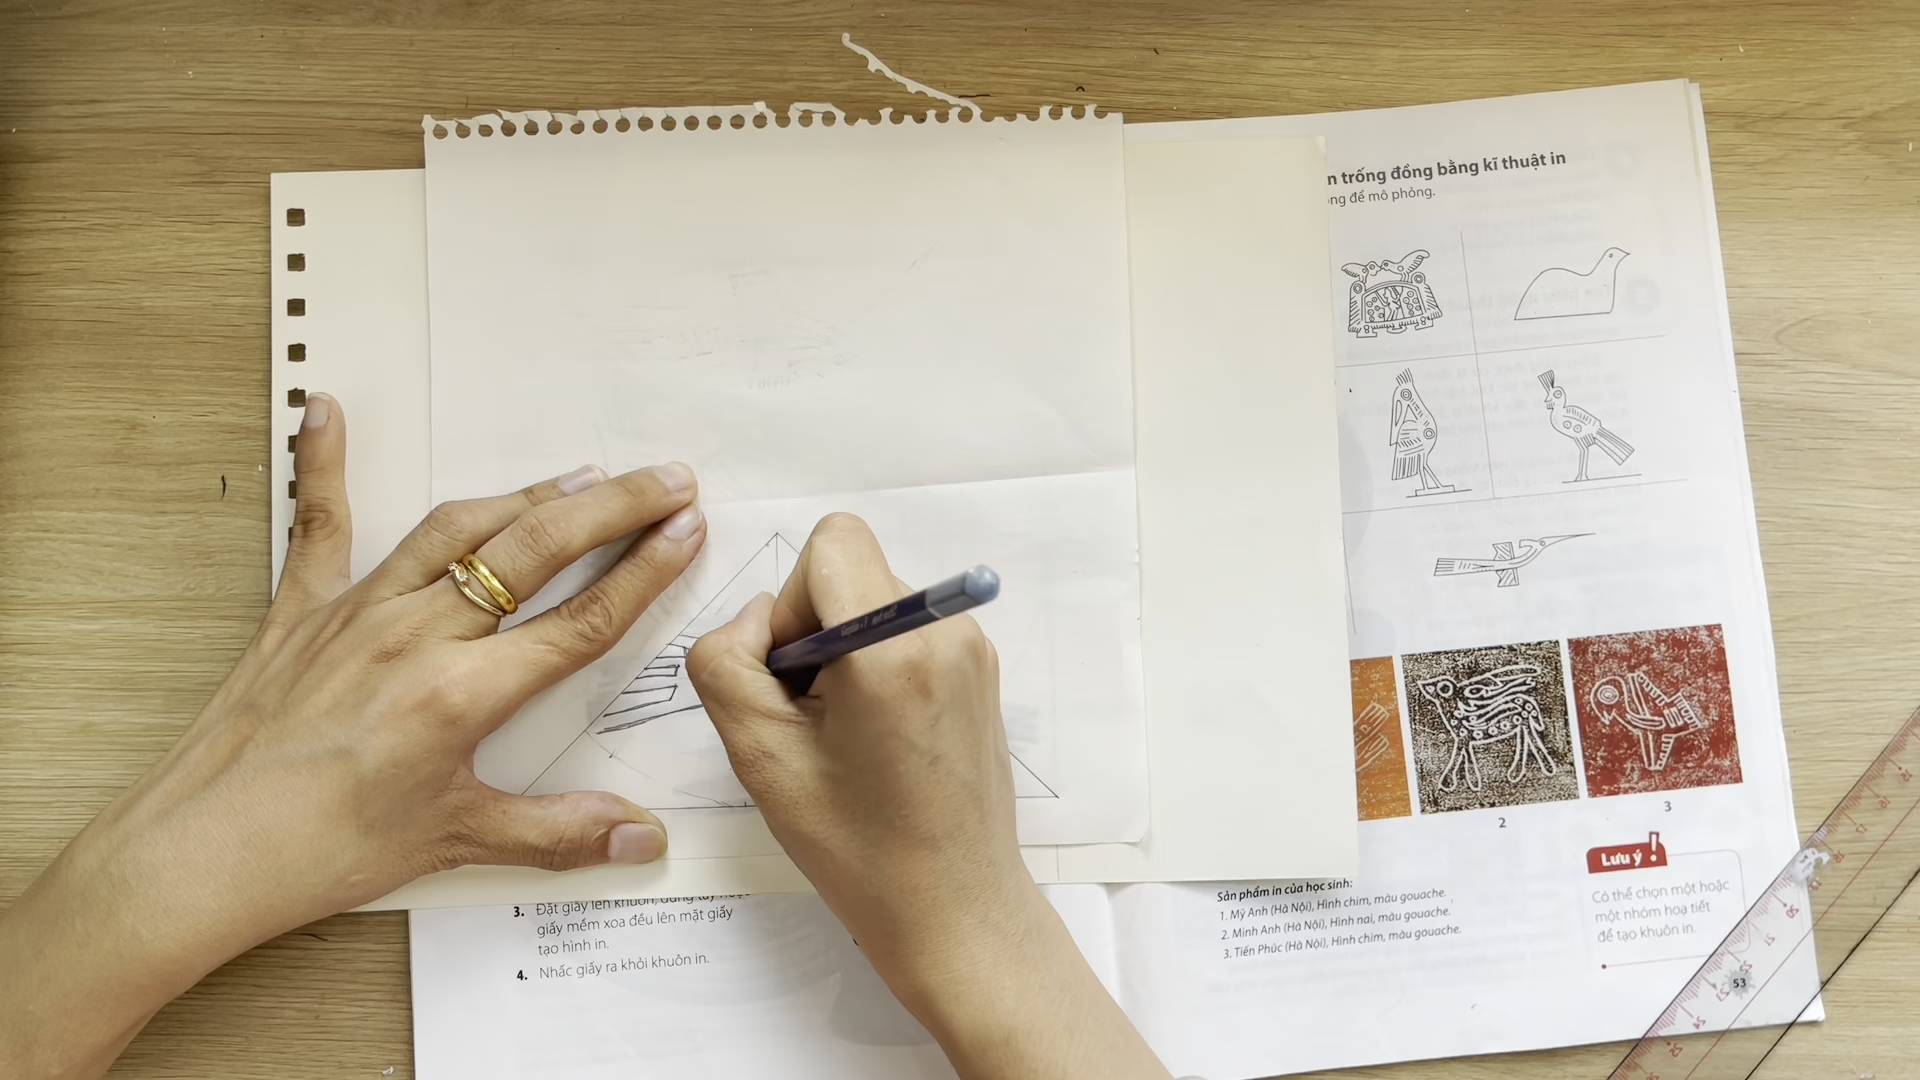 n trống đồng bằng kĩ thuật in
ng để mô phỏng.
2
3
Lưu ý !
Có thể chọn một hoặc
một nhóm hoạ tiết
để tạo khuôn in.
Sản phẩm in của học sinh:
1. Mỹ Anh (Hà Nội), Hình chim, màu gouache.
2. Minh Anh (Hà Nội), Hình nai, màu gouache.
3. Tiến Phúc (Hà Nội), Hình chim, màu gouache.
3. Đặt giấy lên khuôn, dùng tay hoặc
giấy mềm xoa đều lên mặt giấy
tạo hình in.
4. Nhấc giấy ra khỏi khuôn in.
53